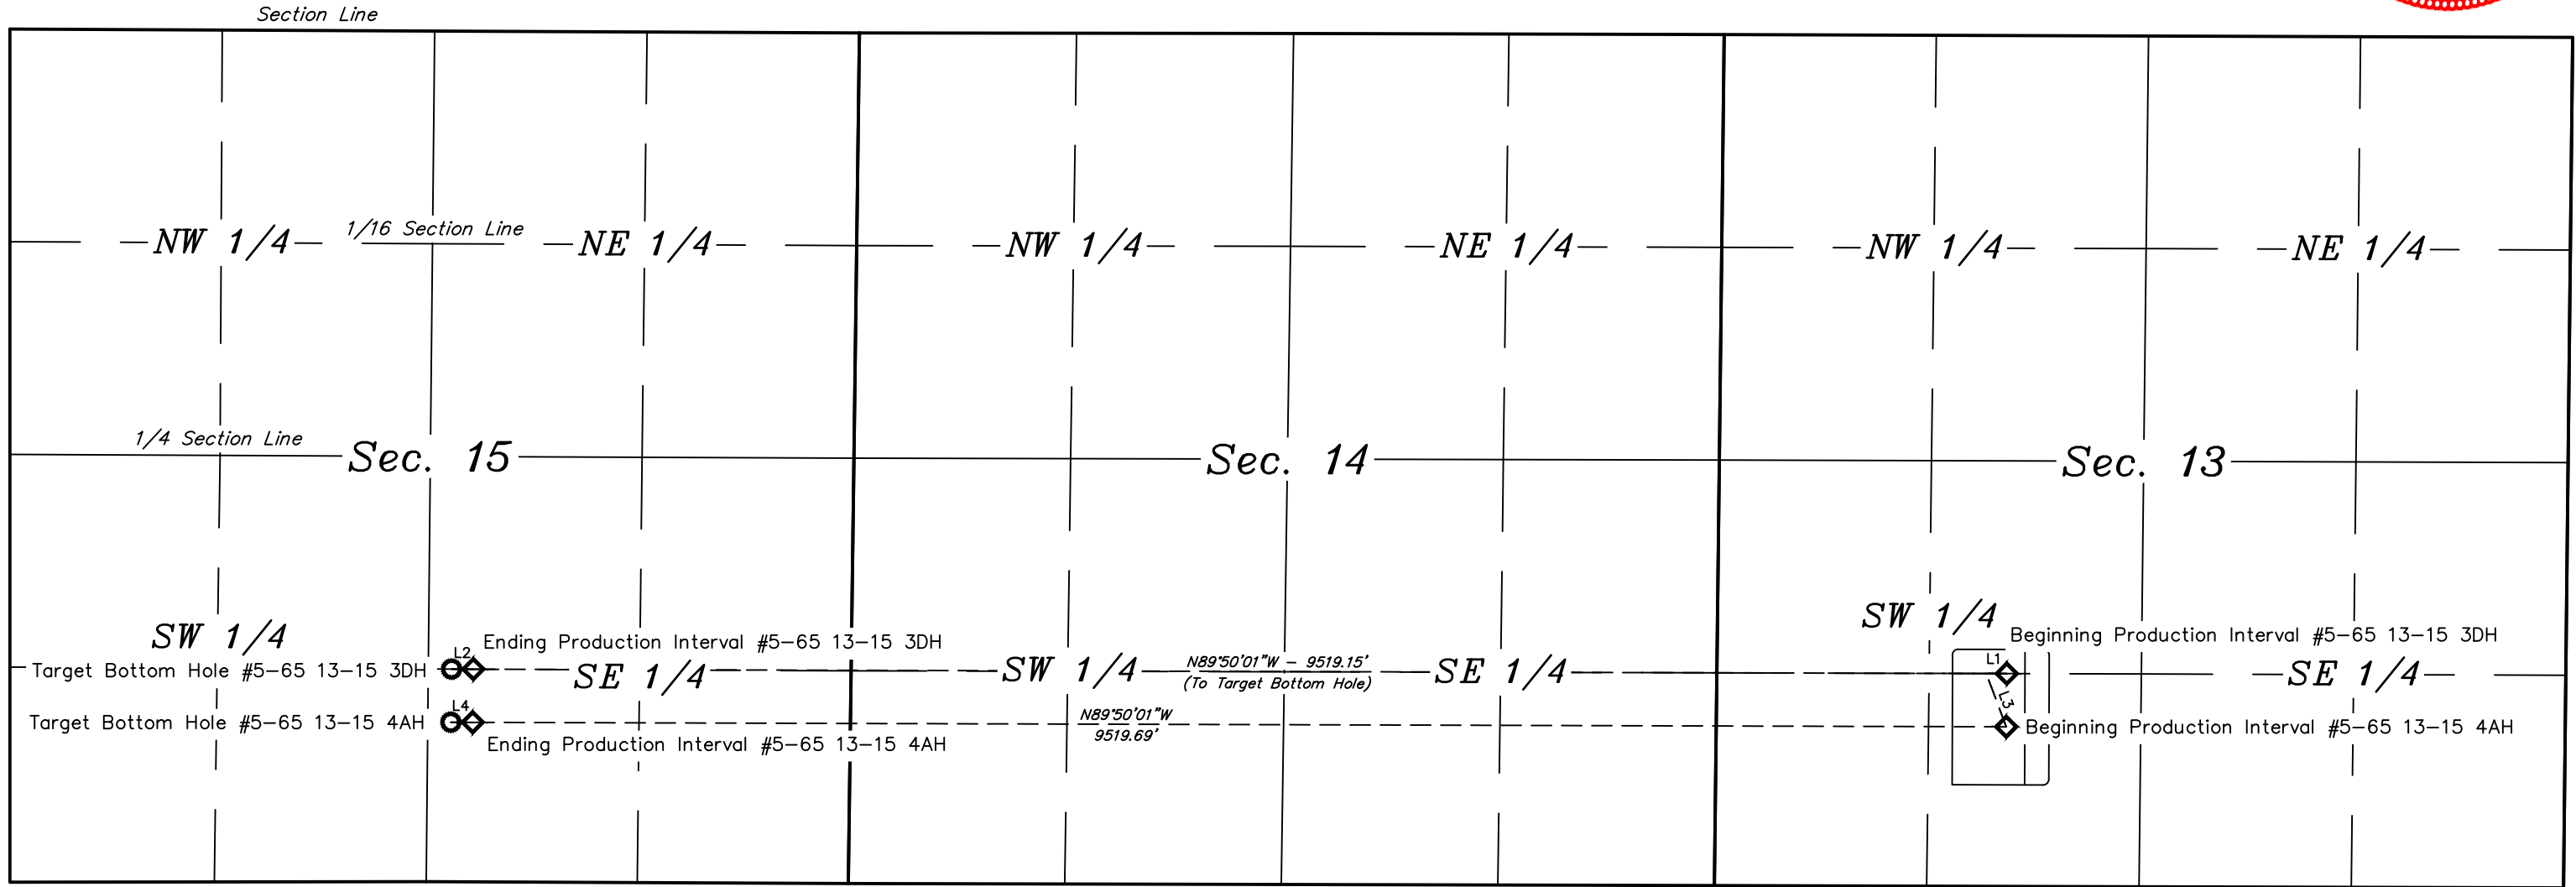 Section Line
NW 1/4
1/16 Section Line
NE 1/4
NW 1/4
NE 1/4
NW 1/4
NE 1/4
1/4 Section Line
Sec. 15
Sec. 14
Sec. 13
SW 1/4
SW 1/4
Beginning Production Interval #5-65 13-15 3DH
Ending Production Interval #5-65 13-15 3DH
L2
L1
Target Bottom Hole #5-65 13-15 3DH
SE 1/4
SW 1/4
N89°50'01"W - 9519.15'
(To Target Bottom Hole)
SE 1/4
SE 1/4
L3
L4
Target Bottom Hole #5-65 13-15 4AH
N89°50'01"W
9519.69'
Beginning Production Interval #5-65 13-15 4AH
Ending Production Interval #5-65 13-15 4AH